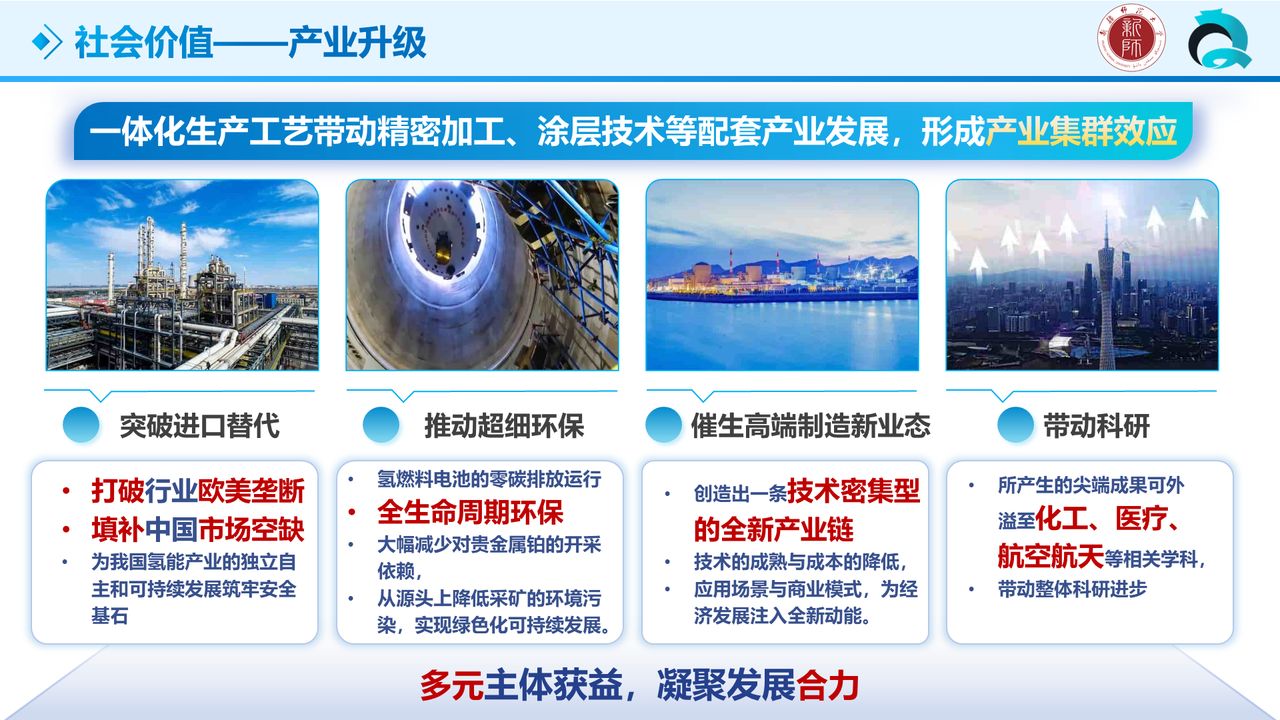 社会价值——产业升级
新师
一体化生产工艺带动精密加工、涂层技术等配套产业发展，形成产业集群效应
突破进口替代
• 打破行业欧美垄断
• 填补中国市场空缺
• 为我国氢能产业的独立自
主和可持续发展筑牢安全
基石
推动超细环保
• 氢燃料电池的零碳排放运行
• 全生命周期环保
• 大幅减少对贵金属铂的开采
依赖，
• 从源头上降低采矿的环境污
染，实现绿色化可持续发展。
催生高端制造新业态
• 创造出一条技术密集型
的全新产业链
• 技术的成熟与成本的降低，
• 应用场景与商业模式，为经
济发展注入全新动能。
带动科研
• 所产生的尖端成果可外
溢至化工、医疗、
航空航天等相关学科，
• 带动整体科研进步
多元主体获益，凝聚发展合力